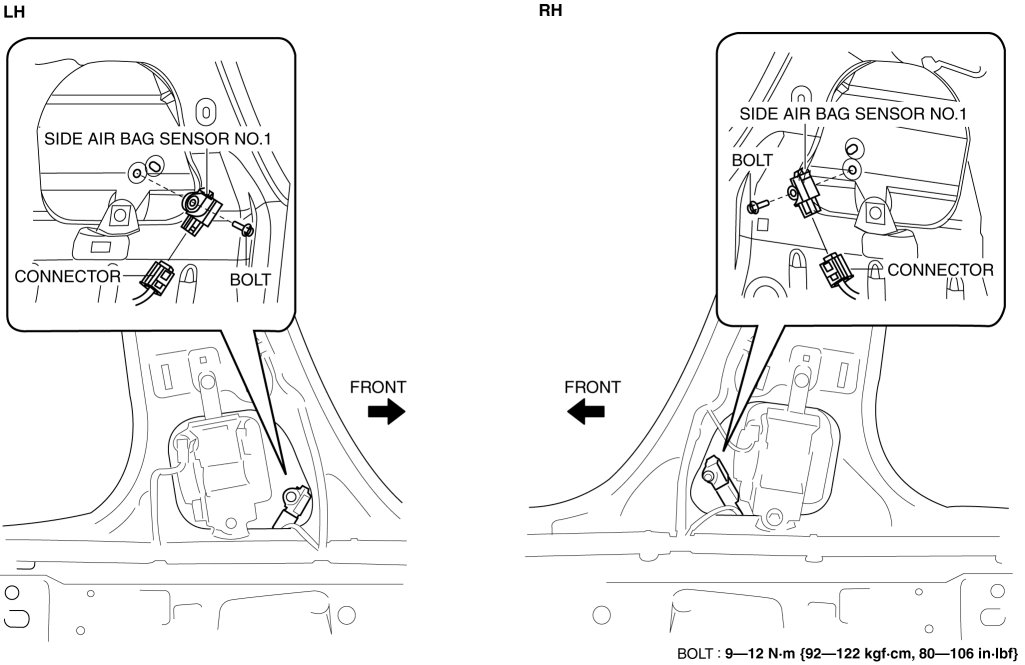 LH
RH
SIDE AIR BAG SENSOR NO.1
CONNECTOR
BOLT
SIDE AIR BAG SENSOR NO.1
BOLT
CONNECTOR
FRONT
FRONT
BOLT : 9—12 N·m {92—122 kgf·cm, 80—106 in·lbf}